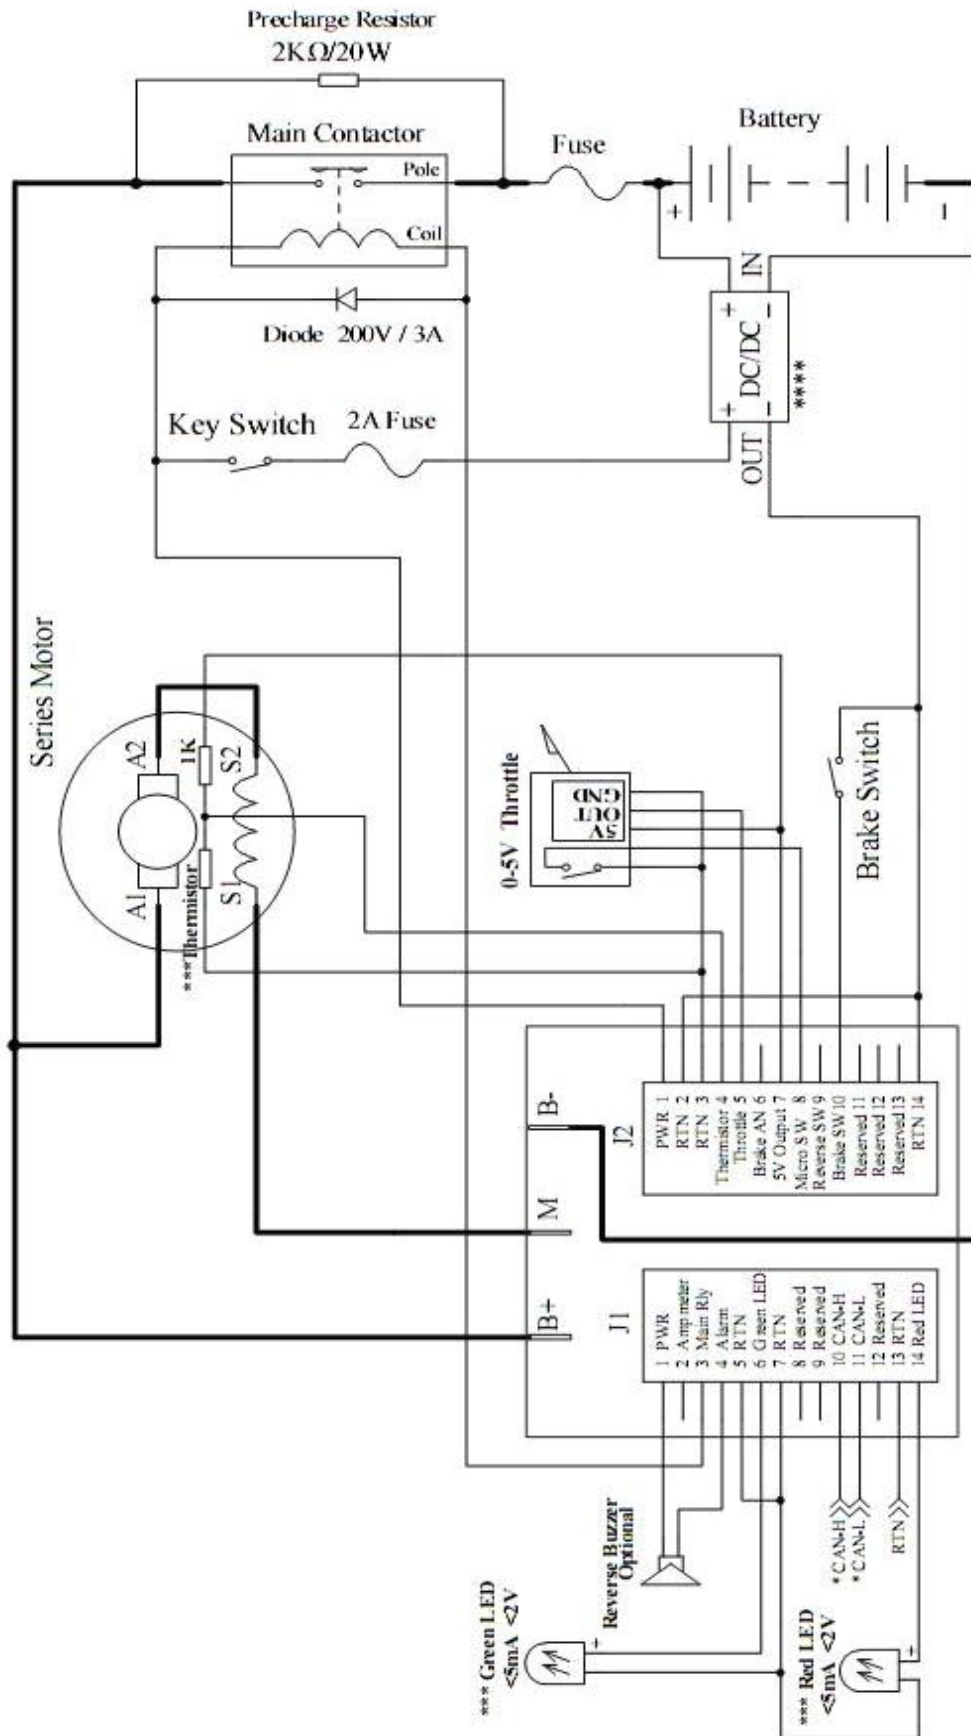 Precharge Resistor
2KΩ/20W
Main Contactor
Pole
Coil
Fuse
Battery
+
−
Diode 200V / 3A
Key Switch
2A Fuse
IN
+
−
DC/DC
+
−
OUT
****
Series Motor
A1
A2
1K
***Thermistor
S1
S2
0-5V Throttle
5V
OUT
GND
Brake Switch
B-
M
B+
J2
PWR 1
RTN 2
RTN 3
Thermistor 4
Throttle 5
Brake AN 6
5V Output 7
Micro SW 8
Reverse SW 9
Brake SW 10
Reserved 11
Reserved 12
Reserved 13
RTN 14
J1
1 PWR
2 Amp meter
3 Main Rly
4 Alarm
5 RTN
6 Green LED
7 RTN
8 Reserved
9 Reserved
10 CAN-H
11 CAN-L
12 Reserved
13 RTN
14 Red LED
Reverse Buzzer
Optional
*** Green LED
<5mA <2V
+
*CAN-H
*CAN-L
RTN
*** Red LED
<5mA <2V
+